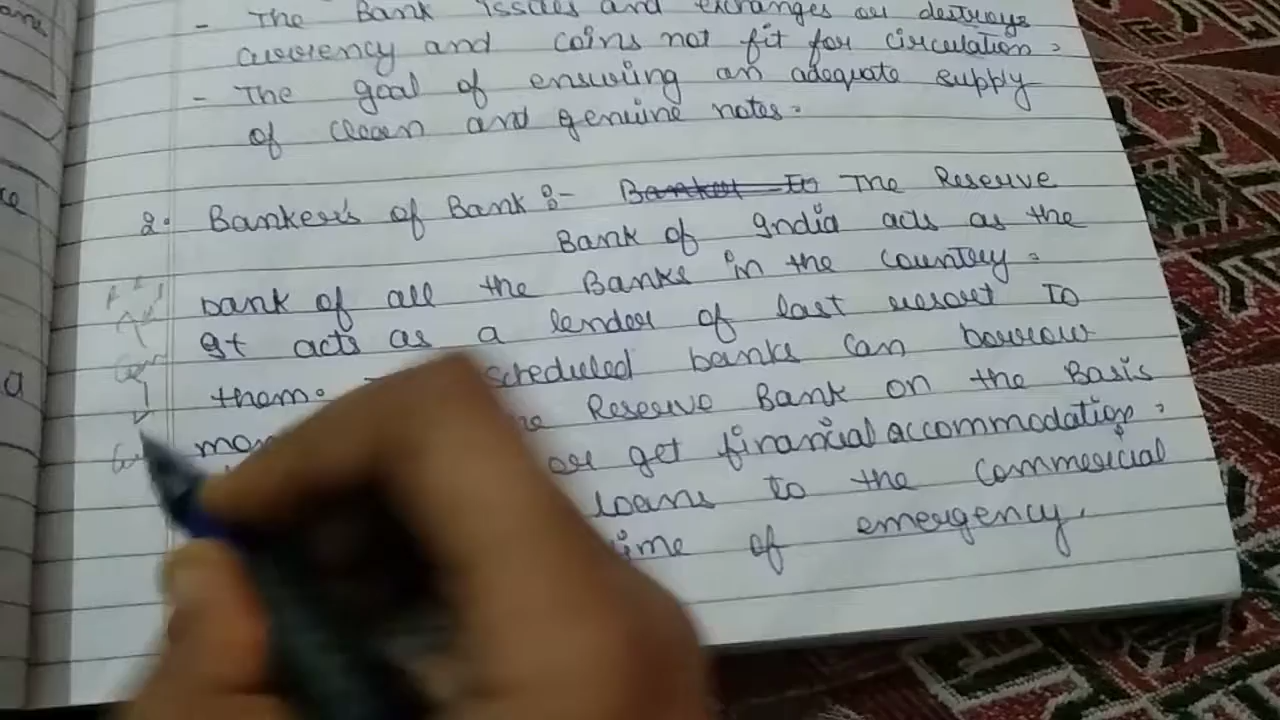 - The Bank issues and exchanges or destroys
currency and coins not fit for circulation.
- The goal of ensuring an adequate supply
of clean and genuine notes.
2. Banker's of Bank :- The Reserve
Bank of India acts as the
bank of all the Banks in the country.
It acts as a lender of last resort to
them. scheduled banks can borrow
Reserve Bank on the Basis
or get financial accommodation.
loans to the commercial
of emergency.